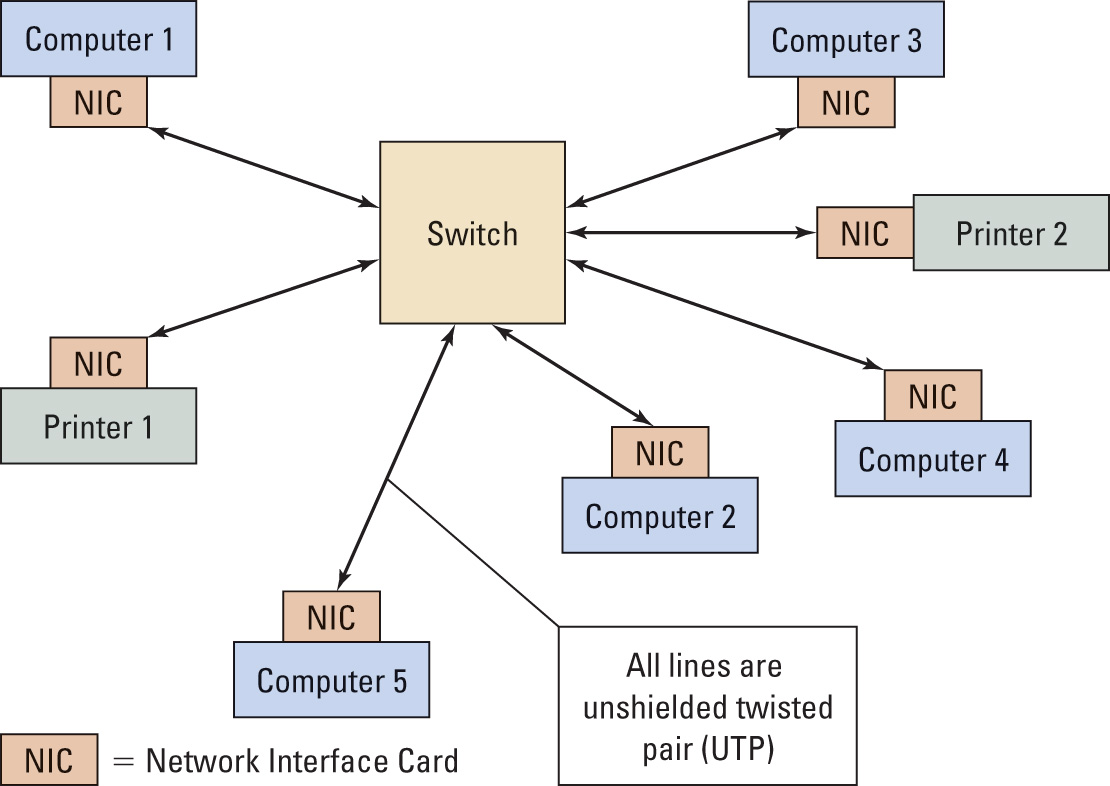 Computer 1
NIC
Computer 3
NIC
Switch
NIC
Printer 2
NIC
Printer 1
NIC
Computer 4
NIC
Computer 2
NIC
Computer 5
All lines are
unshielded twisted
pair (UTP)
NIC = Network Interface Card